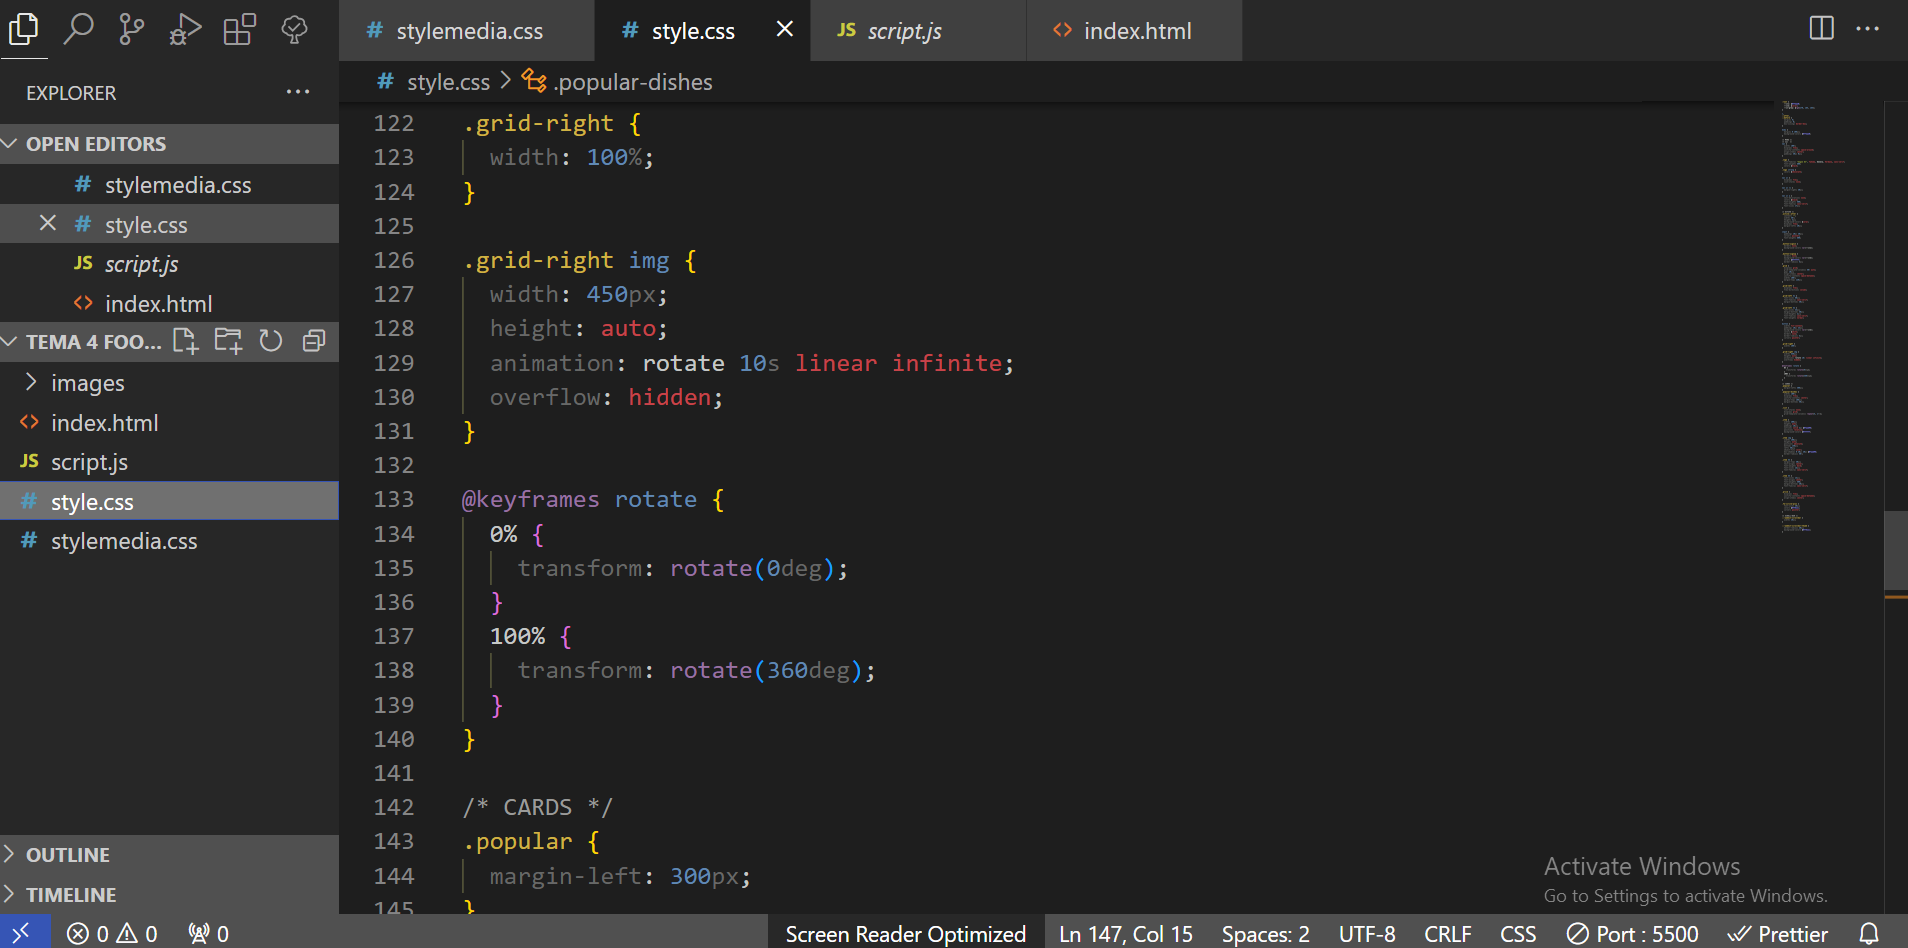 # stylemedia.css
# style.css
JS script.js
<> index.html
EXPLORER
# style.css > .popular-dishes
OPEN EDITORS
# stylemedia.css
# style.css
JS script.js
<> index.html
TEMA 4 FOO...
images
<> index.html
JS script.js
# style.css
# stylemedia.css
OUTLINE
TIMELINE
122 .grid-right {
123 width: 100%;
124 }
125
126 .grid-right img {
127 width: 450px;
128 height: auto;
129 animation: rotate 10s linear infinite;
130 overflow: hidden;
131 }
132
133 @keyframes rotate {
134 0% {
135 transform: rotate(0deg);
136 }
137 100% {
138 transform: rotate(360deg);
139 }
140 }
141
142 /* CARDS */
143 .popular {
144 margin-left: 300px;
145 }
Activate Windows
Go to Settings to activate Windows.
0 0 0 Screen Reader Optimized Ln 147, Col 15 Spaces: 2 UTF-8 CRLF CSS Port : 5500 Prettier